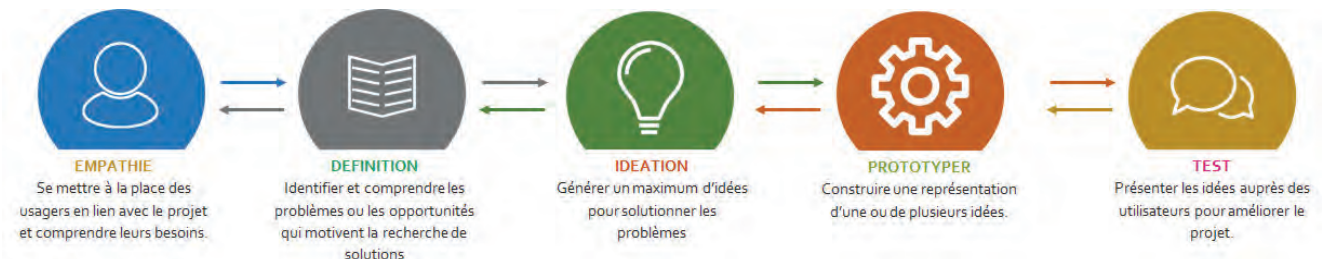 EMPATHIE
Se mettre à la place des
usagers en lien avec le projet
et comprendre leurs besoins.
DEFINITION
Identifier et comprendre les
problèmes ou les opportunités
qui motivent la recherche de
solutions
IDEATION
Générer un maximum d'idées
pour solutionner les
problèmes
PROTOTYPER
Construire une représentation
d'une ou de plusieurs idées.
TEST
Présenter les idées auprès des
utilisateurs pour améliorer le
projet.